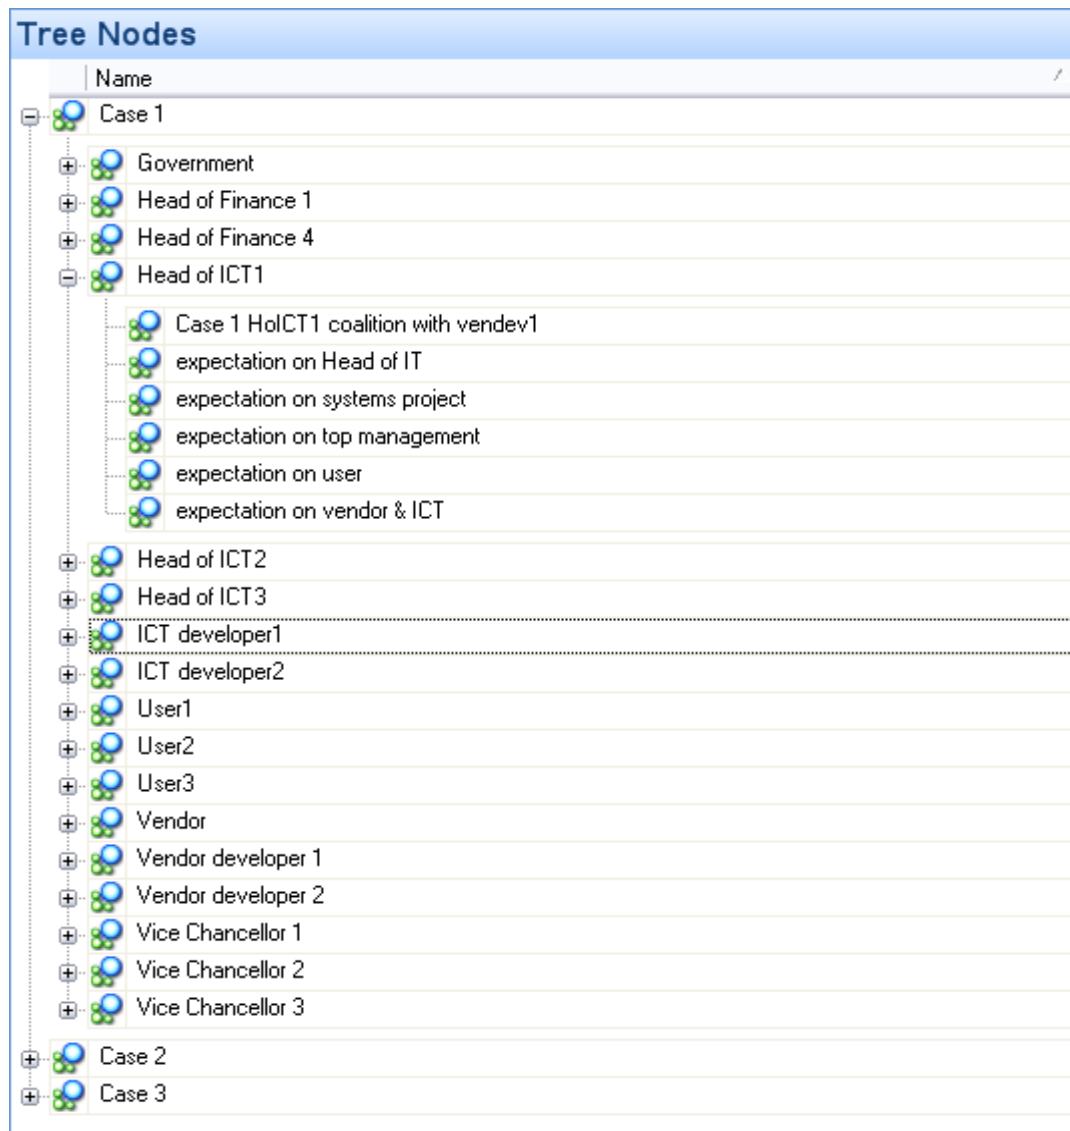 Tree Nodes
Name
Case 1
Government
Head of Finance 1
Head of Finance 4
Head of ICT1
Case 1 HoICT1 coalition with vendev1
expectation on Head of IT
expectation on systems project
expectation on top management
expectation on user
expectation on vendor & ICT
Head of ICT2
Head of ICT3
ICT developer1
ICT developer2
User1
User2
User3
Vendor
Vendor developer 1
Vendor developer 2
Vice Chancellor 1
Vice Chancellor 2
Vice Chancellor 3
Case 2
Case 3